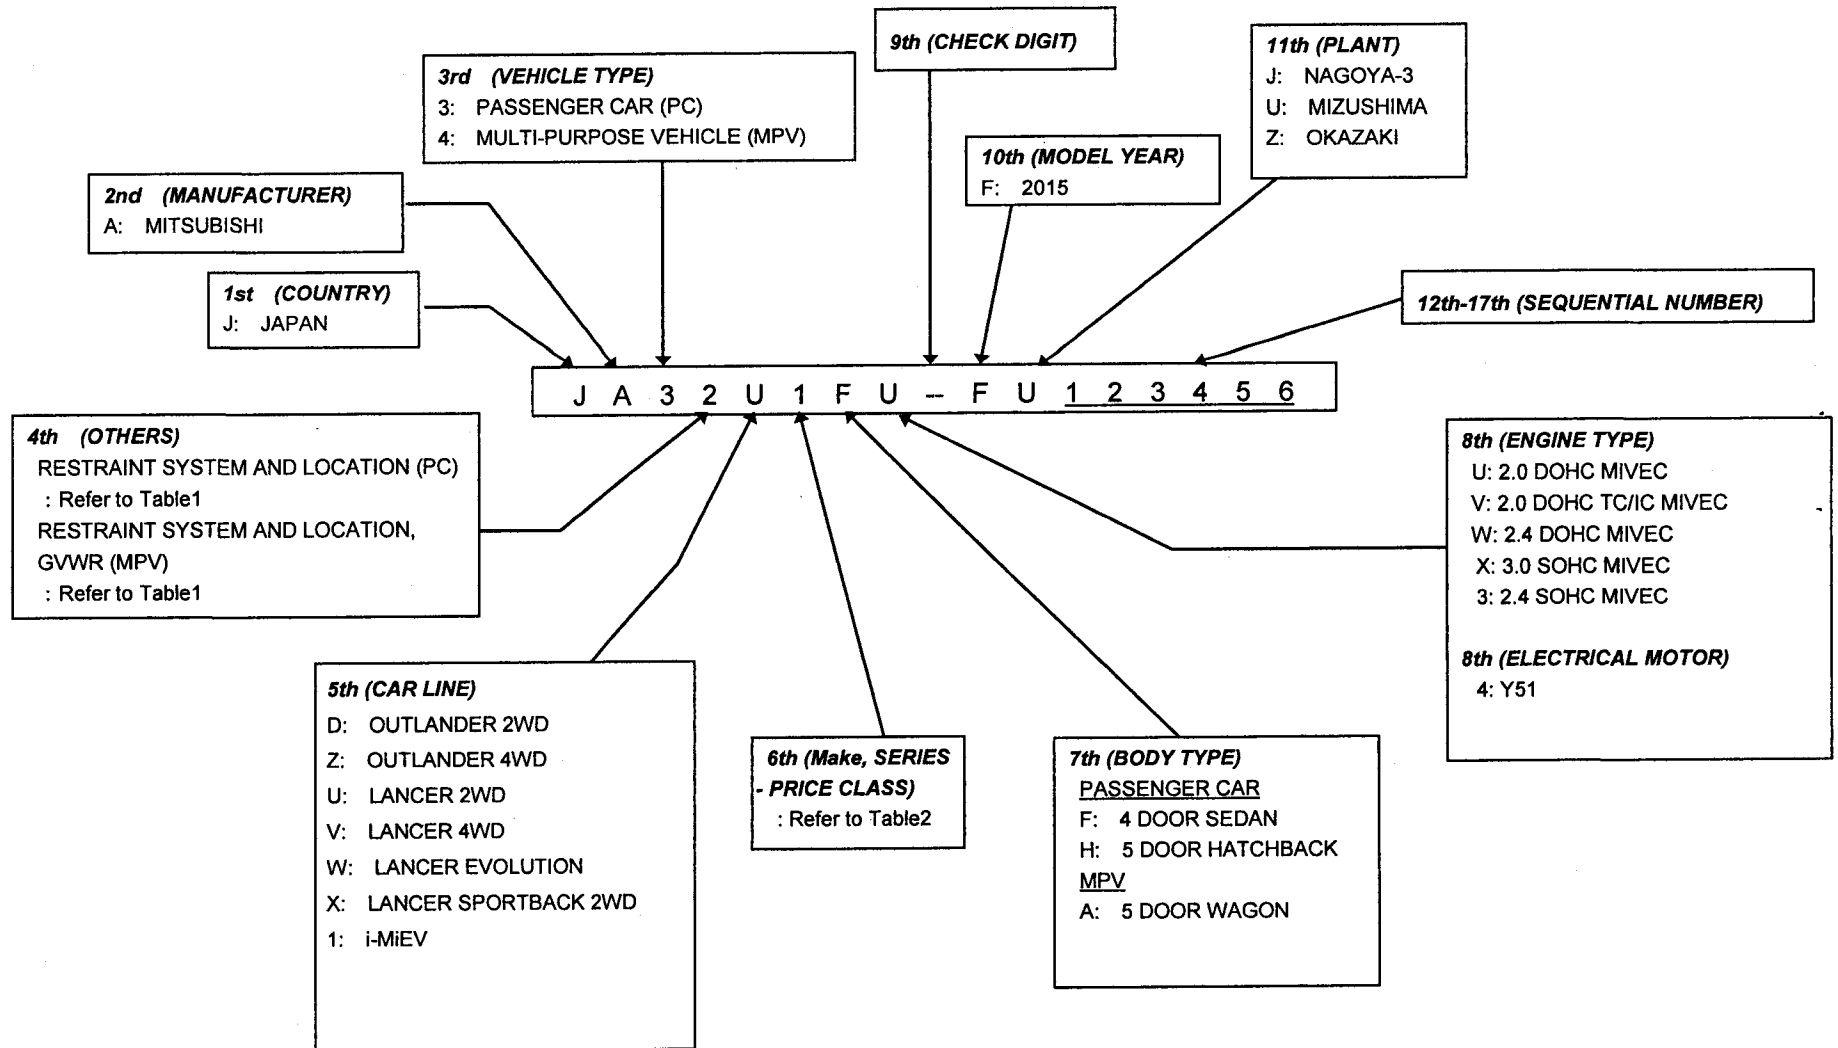 9th (CHECK DIGIT)
11th (PLANT)
J: NAGOYA-3
U: MIZUSHIMA
Z: OKAZAKI
3rd (VEHICLE TYPE)
3: PASSENGER CAR (PC)
4: MULTI-PURPOSE VEHICLE (MPV)
10th (MODEL YEAR)
F: 2015
2nd (MANUFACTURER)
A: MITSUBISHI
1st (COUNTRY)
J: JAPAN
12th-17th (SEQUENTIAL NUMBER)
J A 3 2 U 1 F U – F U 1 2 3 4 5 6
4th (OTHERS)
RESTRAINT SYSTEM AND LOCATION (PC)
: Refer to Table1
RESTRAINT SYSTEM AND LOCATION,
GVWR (MPV)
: Refer to Table1
8th (ENGINE TYPE)
U: 2.0 DOHC MIVEC
V: 2.0 DOHC TC/IC MIVEC
W: 2.4 DOHC MIVEC
X: 3.0 SOHC MIVEC
3: 2.4 SOHC MIVEC
8th (ELECTRICAL MOTOR)
4: Y51
5th (CAR LINE)
D: OUTLANDER 2WD
Z: OUTLANDER 4WD
U: LANCER 2WD
V: LANCER 4WD
W: LANCER EVOLUTION
X: LANCER SPORTBACK 2WD
1: i-MiEV
6th (Make, SERIES
- PRICE CLASS)
: Refer to Table2
7th (BODY TYPE)
PASSENGER CAR
F: 4 DOOR SEDAN
H: 5 DOOR HATCHBACK
MPV
A: 5 DOOR WAGON